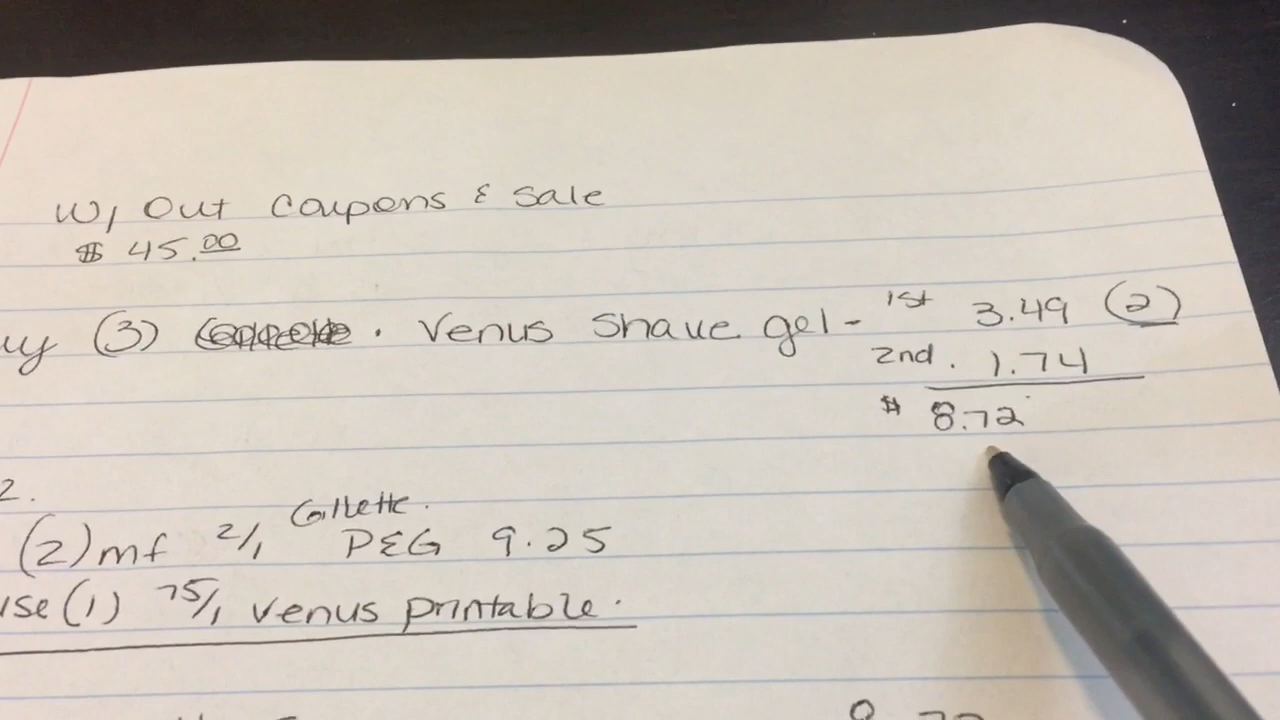 W/ Out Coupons & Sale
$ 45.00
uy (3) . Venus Shave gel - 1st 3.49 (2)
2nd. 1.74
$ 8.72
2.
Gillette.
(2) mf 2/1 P&G 9.25
use (1) 75/1 venus printable.